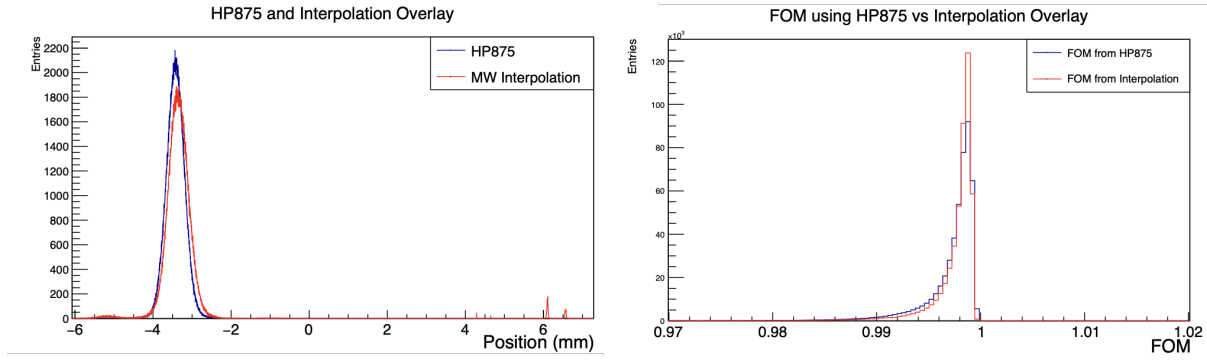 HP875 and Interpolation Overlay
Entries
2200
2000
1800
1600
1400
1200
1000
800
600
400
200
0
HP875
MW Interpolation
−6 −4 −2 0 2 4 6
Position (mm)
FOM using HP875 vs Interpolation Overlay
×10³
Entries
120
100
80
60
40
20
0
FOM from HP875
FOM from Interpolation
0.97 0.98 0.99 1 1.01 1.02
FOM